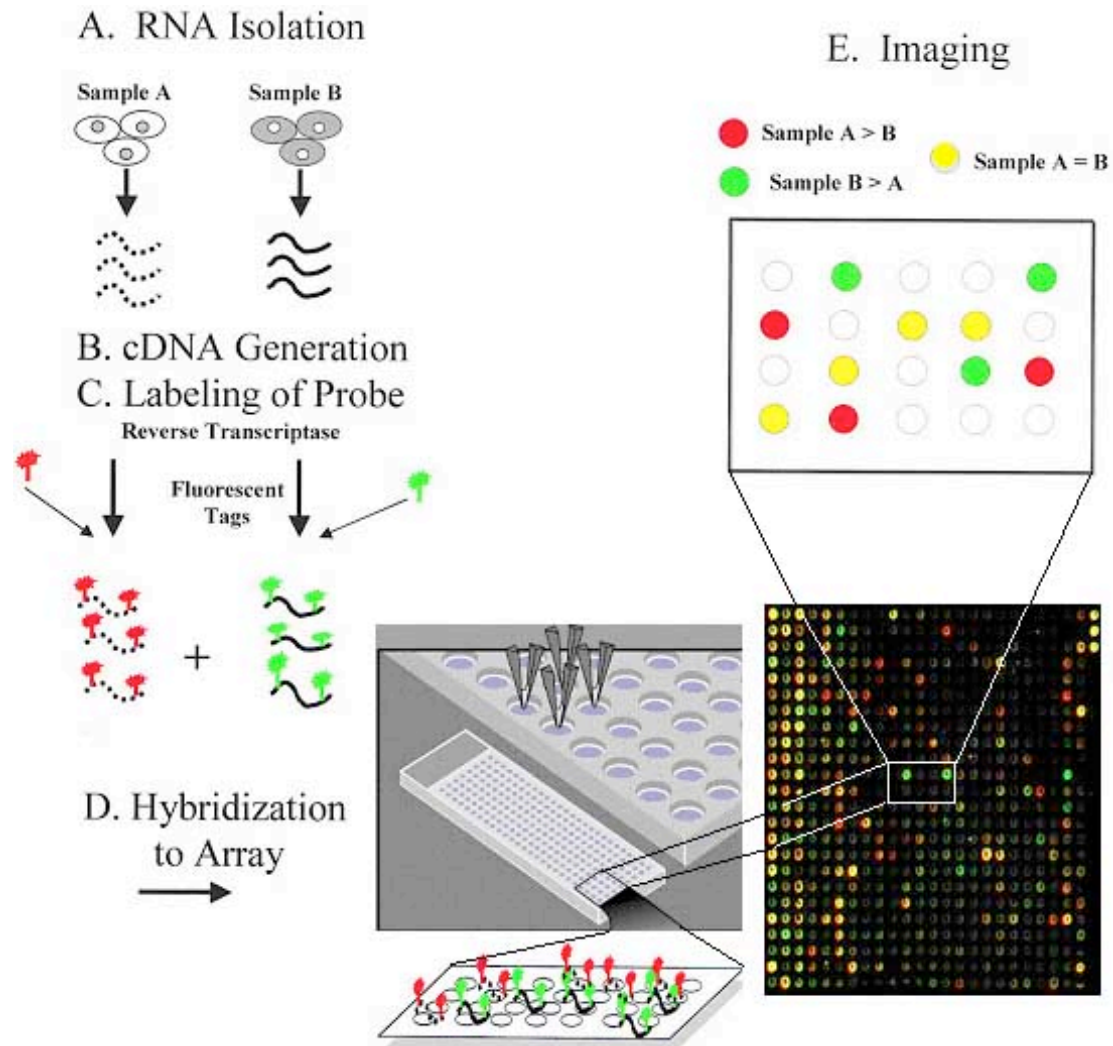 A. RNA Isolation
Sample A
Sample B
B. cDNA Generation
C. Labeling of Probe
Reverse Transcriptase
Fluorescent
Tags
+
D. Hybridization
to Array
E. Imaging
Sample A > B
Sample B > A
Sample A = B